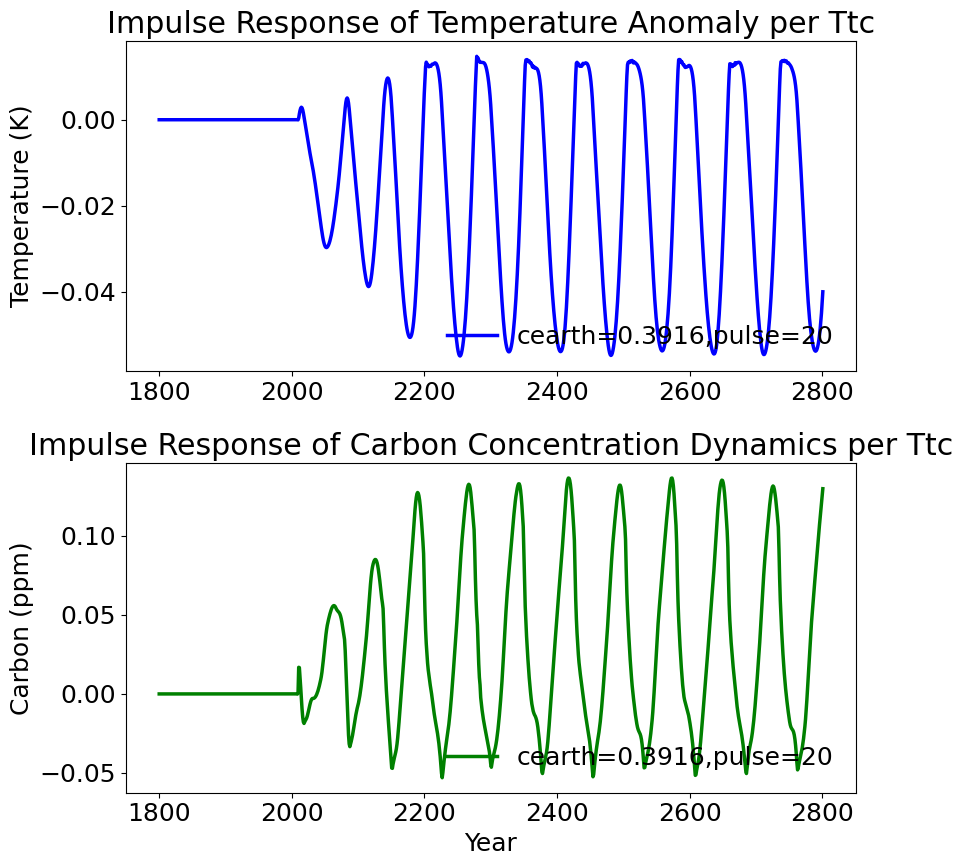 Impulse Response of Temperature Anomaly per Ttc
Temperature (K)
0.00
−0.02
−0.04
cearth=0.3916,pulse=20
1800 2000 2200 2400 2600 2800
Impulse Response of Carbon Concentration Dynamics per Ttc
Carbon (ppm)
0.10
0.05
0.00
−0.05
cearth=0.3916,pulse=20
1800 2000 2200 2400 2600 2800
Year